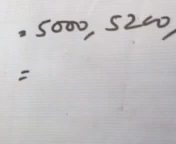 = 5000, 5200,
=